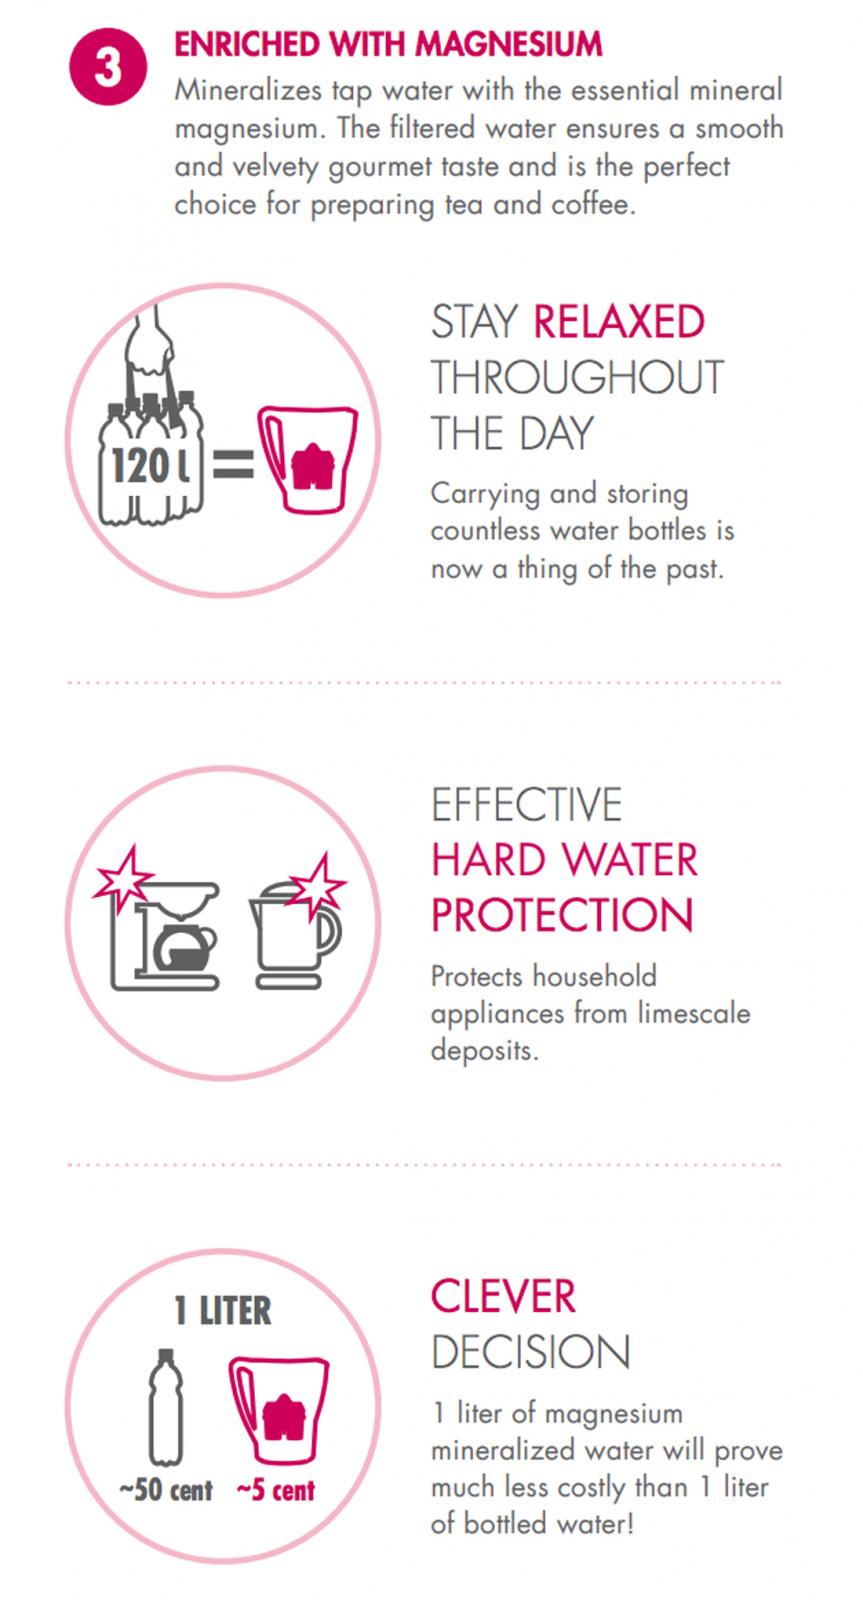 3
ENRICHED WITH MAGNESIUM
Mineralizes tap water with the essential mineral
magnesium. The filtered water ensures a smooth
and velvety gourmet taste and is the perfect
choice for preparing tea and coffee.
120 l
=
STAY RELAXED
THROUGHOUT
THE DAY
Carrying and storing
countless water bottles is
now a thing of the past.
EFFECTIVE
HARD WATER
PROTECTION
Protects household
appliances from limescale
deposits.
1 LITER
~50 cent ~5 cent
CLEVER
DECISION
1 liter of magnesium
mineralized water will prove
much less costly than 1 liter
of bottled water!